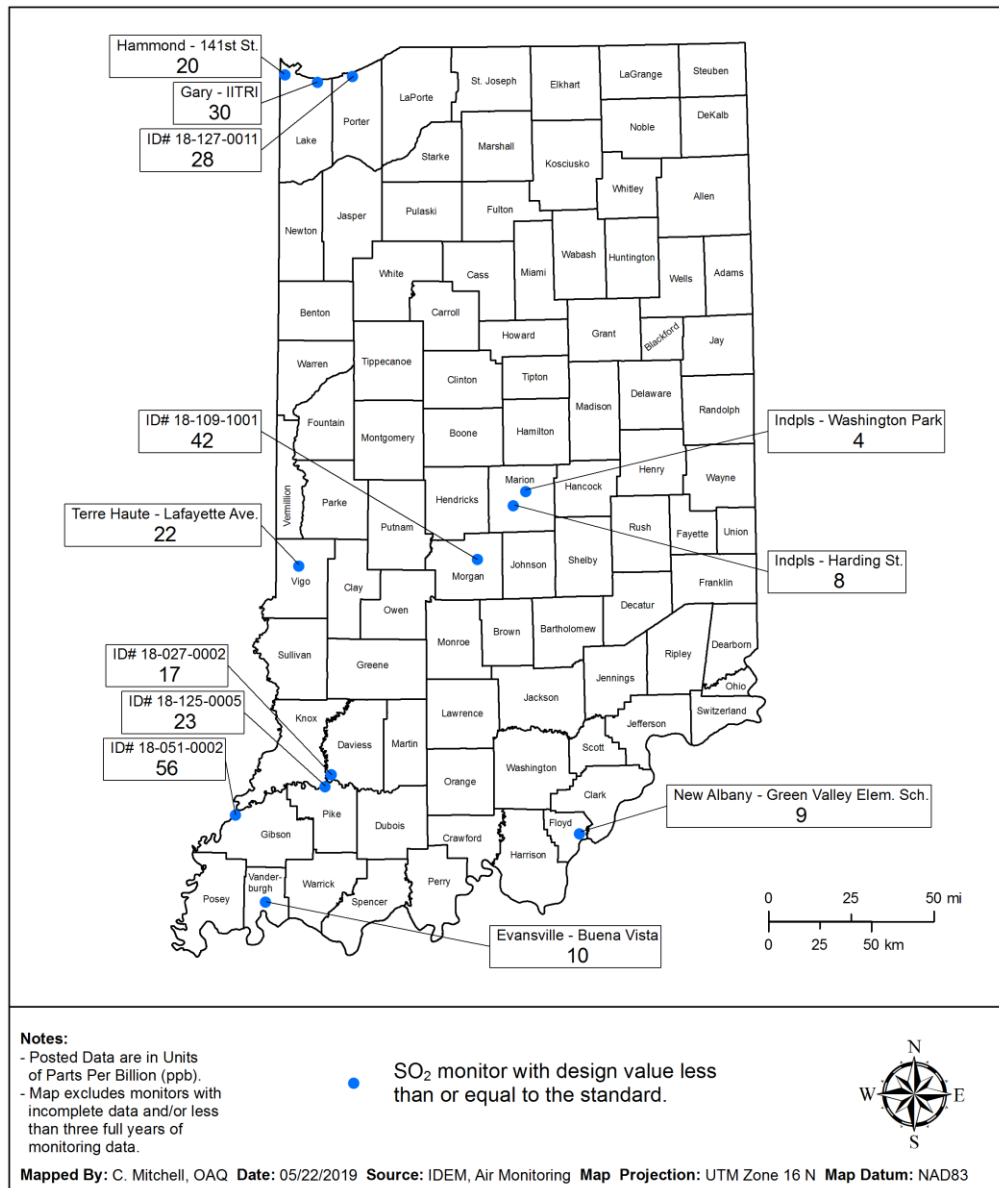 Hammond - 141st St.
20
Gary - IITRI
30
ID# 18-127-0011
28
Lake
Porter
LaPorte
St. Joseph
Elkhart
LaGrange
Steuben
Noble
DeKalb
Starke
Marshall
Kosciusko
Whitley
Allen
Newton
Jasper
Pulaski
Fulton
Miami
Wabash
Huntington
Wells
Adams
White
Cass
Benton
Carroll
Howard
Grant
Blackford
Jay
Warren
Tippecanoe
Clinton
Tipton
Madison
Delaware
Randolph
Fountain
Montgomery
Boone
Hamilton
ID# 18-109-1001
42
Indpls - Washington Park
4
Vermillion
Parke
Putnam
Hendricks
Marion
Hancock
Henry
Wayne
Terre Haute - Lafayette Ave.
22
Indpls - Harding St.
8
Rush
Fayette
Union
Vigo
Clay
Owen
Morgan
Johnson
Shelby
Franklin
Decatur
Sullivan
Greene
Monroe
Brown
Bartholomew
Ripley
Dearborn
Ohio
Jennings
Switzerland
Jefferson
Jackson
Lawrence
ID# 18-027-0002
17
ID# 18-125-0005
23
ID# 18-051-0002
56
Knox
Daviess
Martin
Orange
Washington
Scott
Clark
Floyd
Harrison
Crawford
New Albany - Green Valley Elem. Sch.
9
Gibson
Pike
Dubois
Posey
Vander-
burgh
Warrick
Spencer
Perry
Evansville - Buena Vista
10
0 25 50 mi
0 25 50 km
Notes:
- Posted Data are in Units
of Parts Per Billion (ppb).
- Map excludes monitors with
incomplete data and/or less
than three full years of
monitoring data.
SO₂ monitor with design value less
than or equal to the standard.
N
W E
S
Mapped By: C. Mitchell, OAQ Date: 05/22/2019 Source: IDEM, Air Monitoring Map Projection: UTM Zone 16 N Map Datum: NAD83